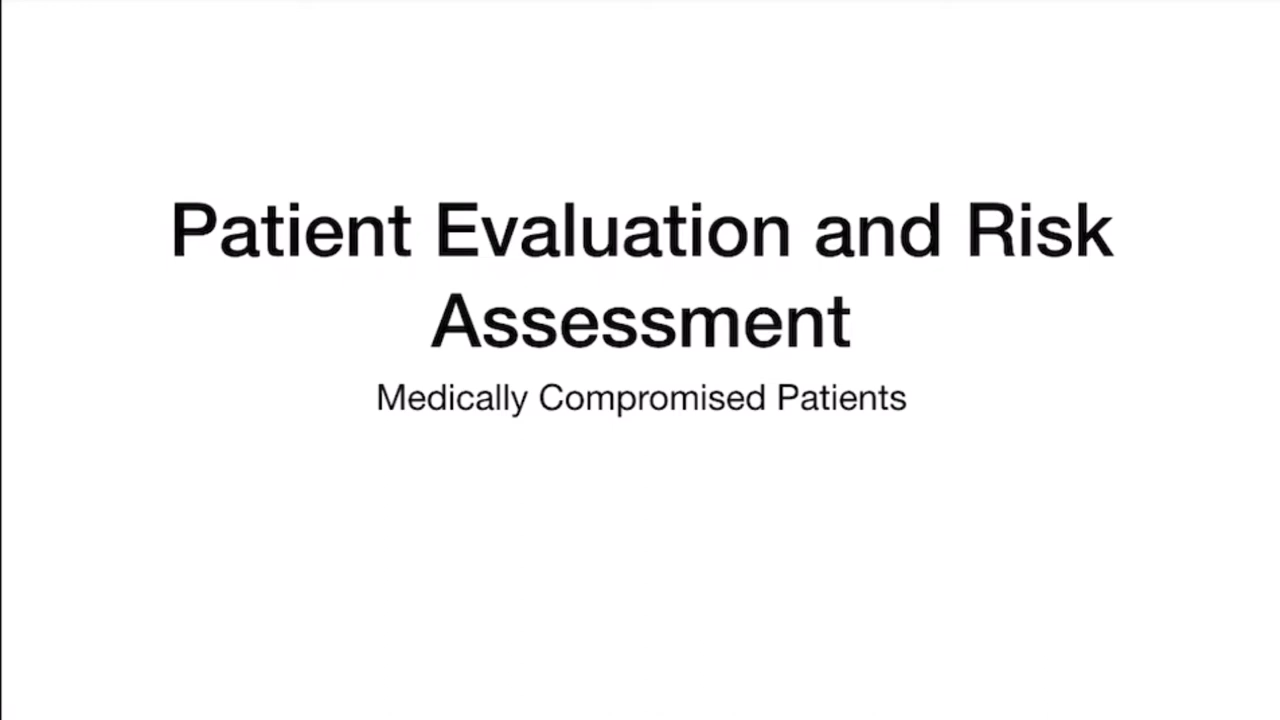 Patient Evaluation and Risk
Assessment
Medically Compromised Patients